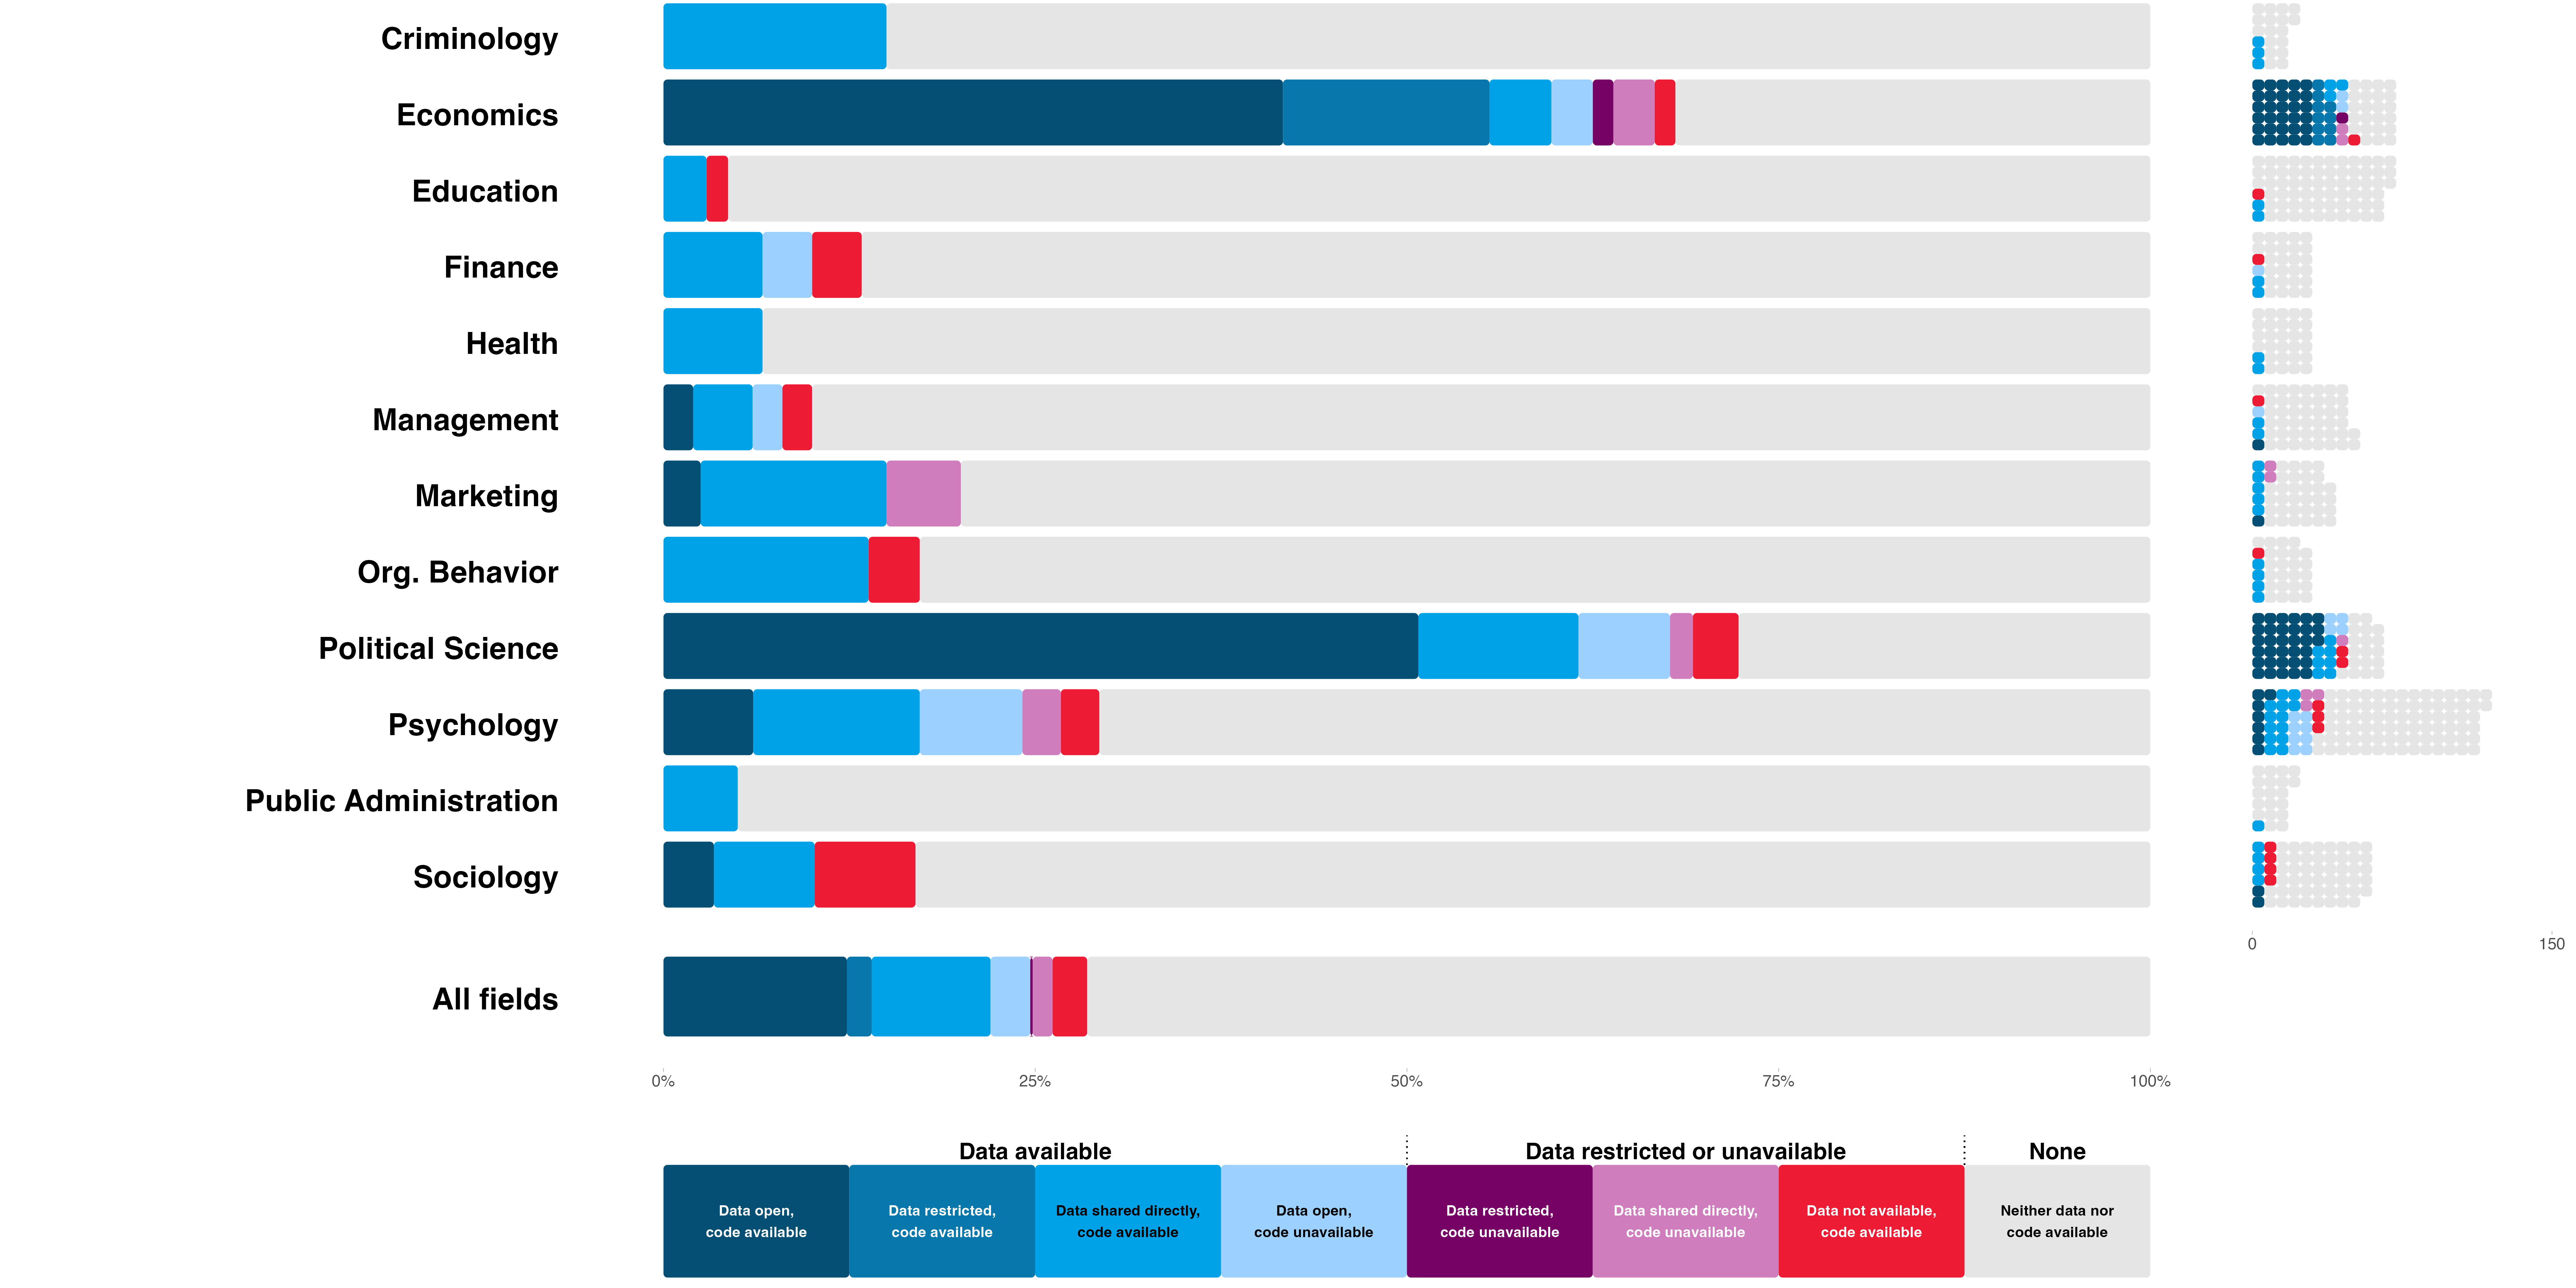 Criminology
Economics
Education
Finance
Health
Management
Marketing
Org. Behavior
Political Science
Psychology
Public Administration
Sociology
0 150
All fields
0% 25% 50% 75% 100%
Data available Data restricted or unavailable None
Data open, Data restricted, Data shared directly, Data open, Data restricted, Data shared directly, Data not available, Neither data nor
code available code available code available code unavailable code unavailable code unavailable code available code available